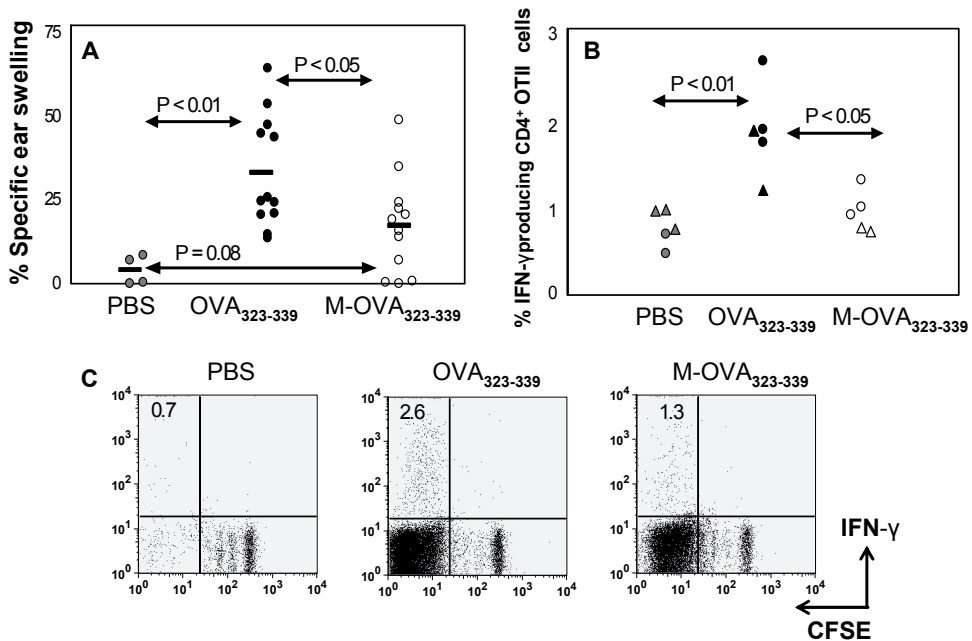 A
% Specific ear swelling
75
50
25
0
P < 0.05
P < 0.01
P = 0.08
PBS
OVA323-339
M-OVA323-339
B
% IFN-γproducing CD4+ OTII cells
3
2
1
0
P < 0.01
P < 0.05
PBS
OVA323-339
M-OVA323-339
C
PBS
OVA323-339
M-OVA323-339
10^4
10^3
10^2
10^1
10^0
0.7
10^0 10^1 10^2 10^3 10^4
10^4
10^3
10^2
10^1
10^0
2.6
10^0 10^1 10^2 10^3 10^4
10^4
10^3
10^2
10^1
10^0
1.3
10^0 10^1 10^2 10^3 10^4
IFN-γ
CFSE